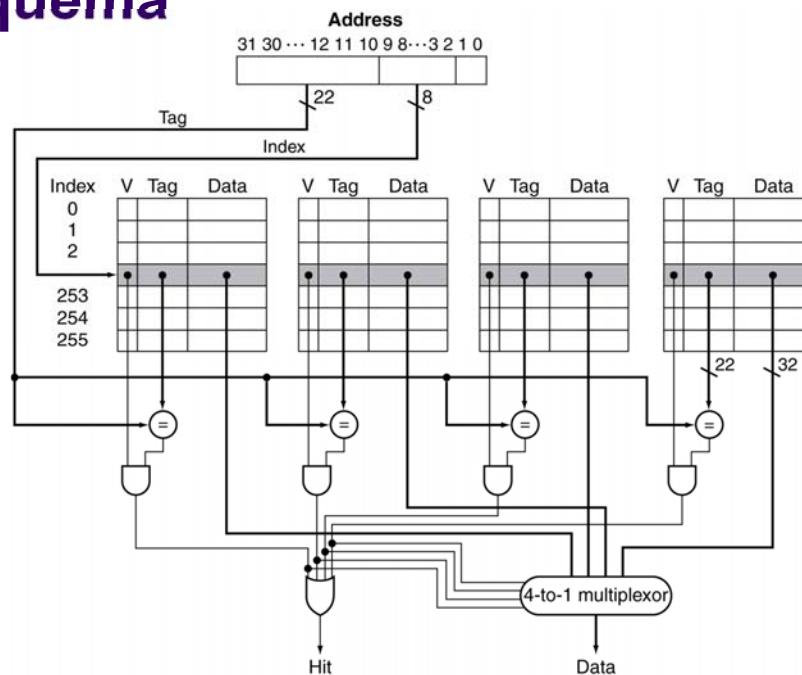 quema
Address
31 30 ··· 12 11 10 9 8···3 2 1 0
22
8
Tag
Index
Index V Tag Data V Tag Data V Tag Data V Tag Data
0
1
2
253
254
255
22
32
= = = =
4-to-1 multiplexor
Hit Data